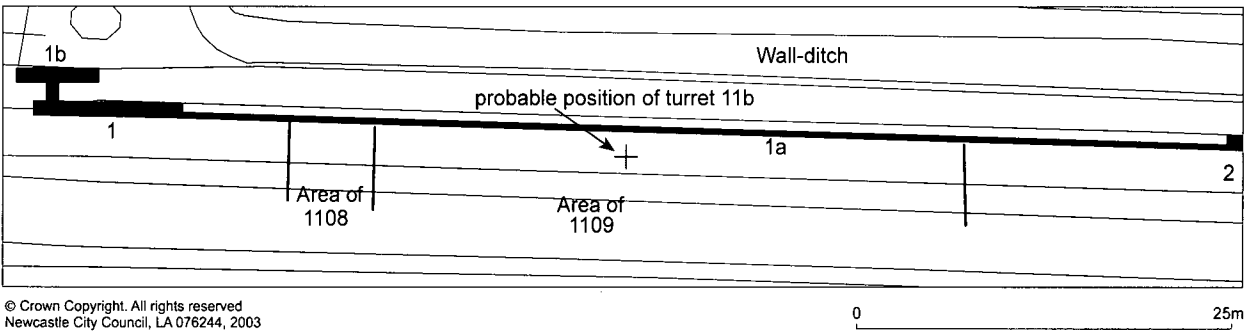 1b
Wall-ditch
probable position of turret 11b
1
1a
2
Area of
1108
Area of
1109
© Crown Copyright. All rights reserved
Newcastle City Council, LA 076244, 2003
0
25m